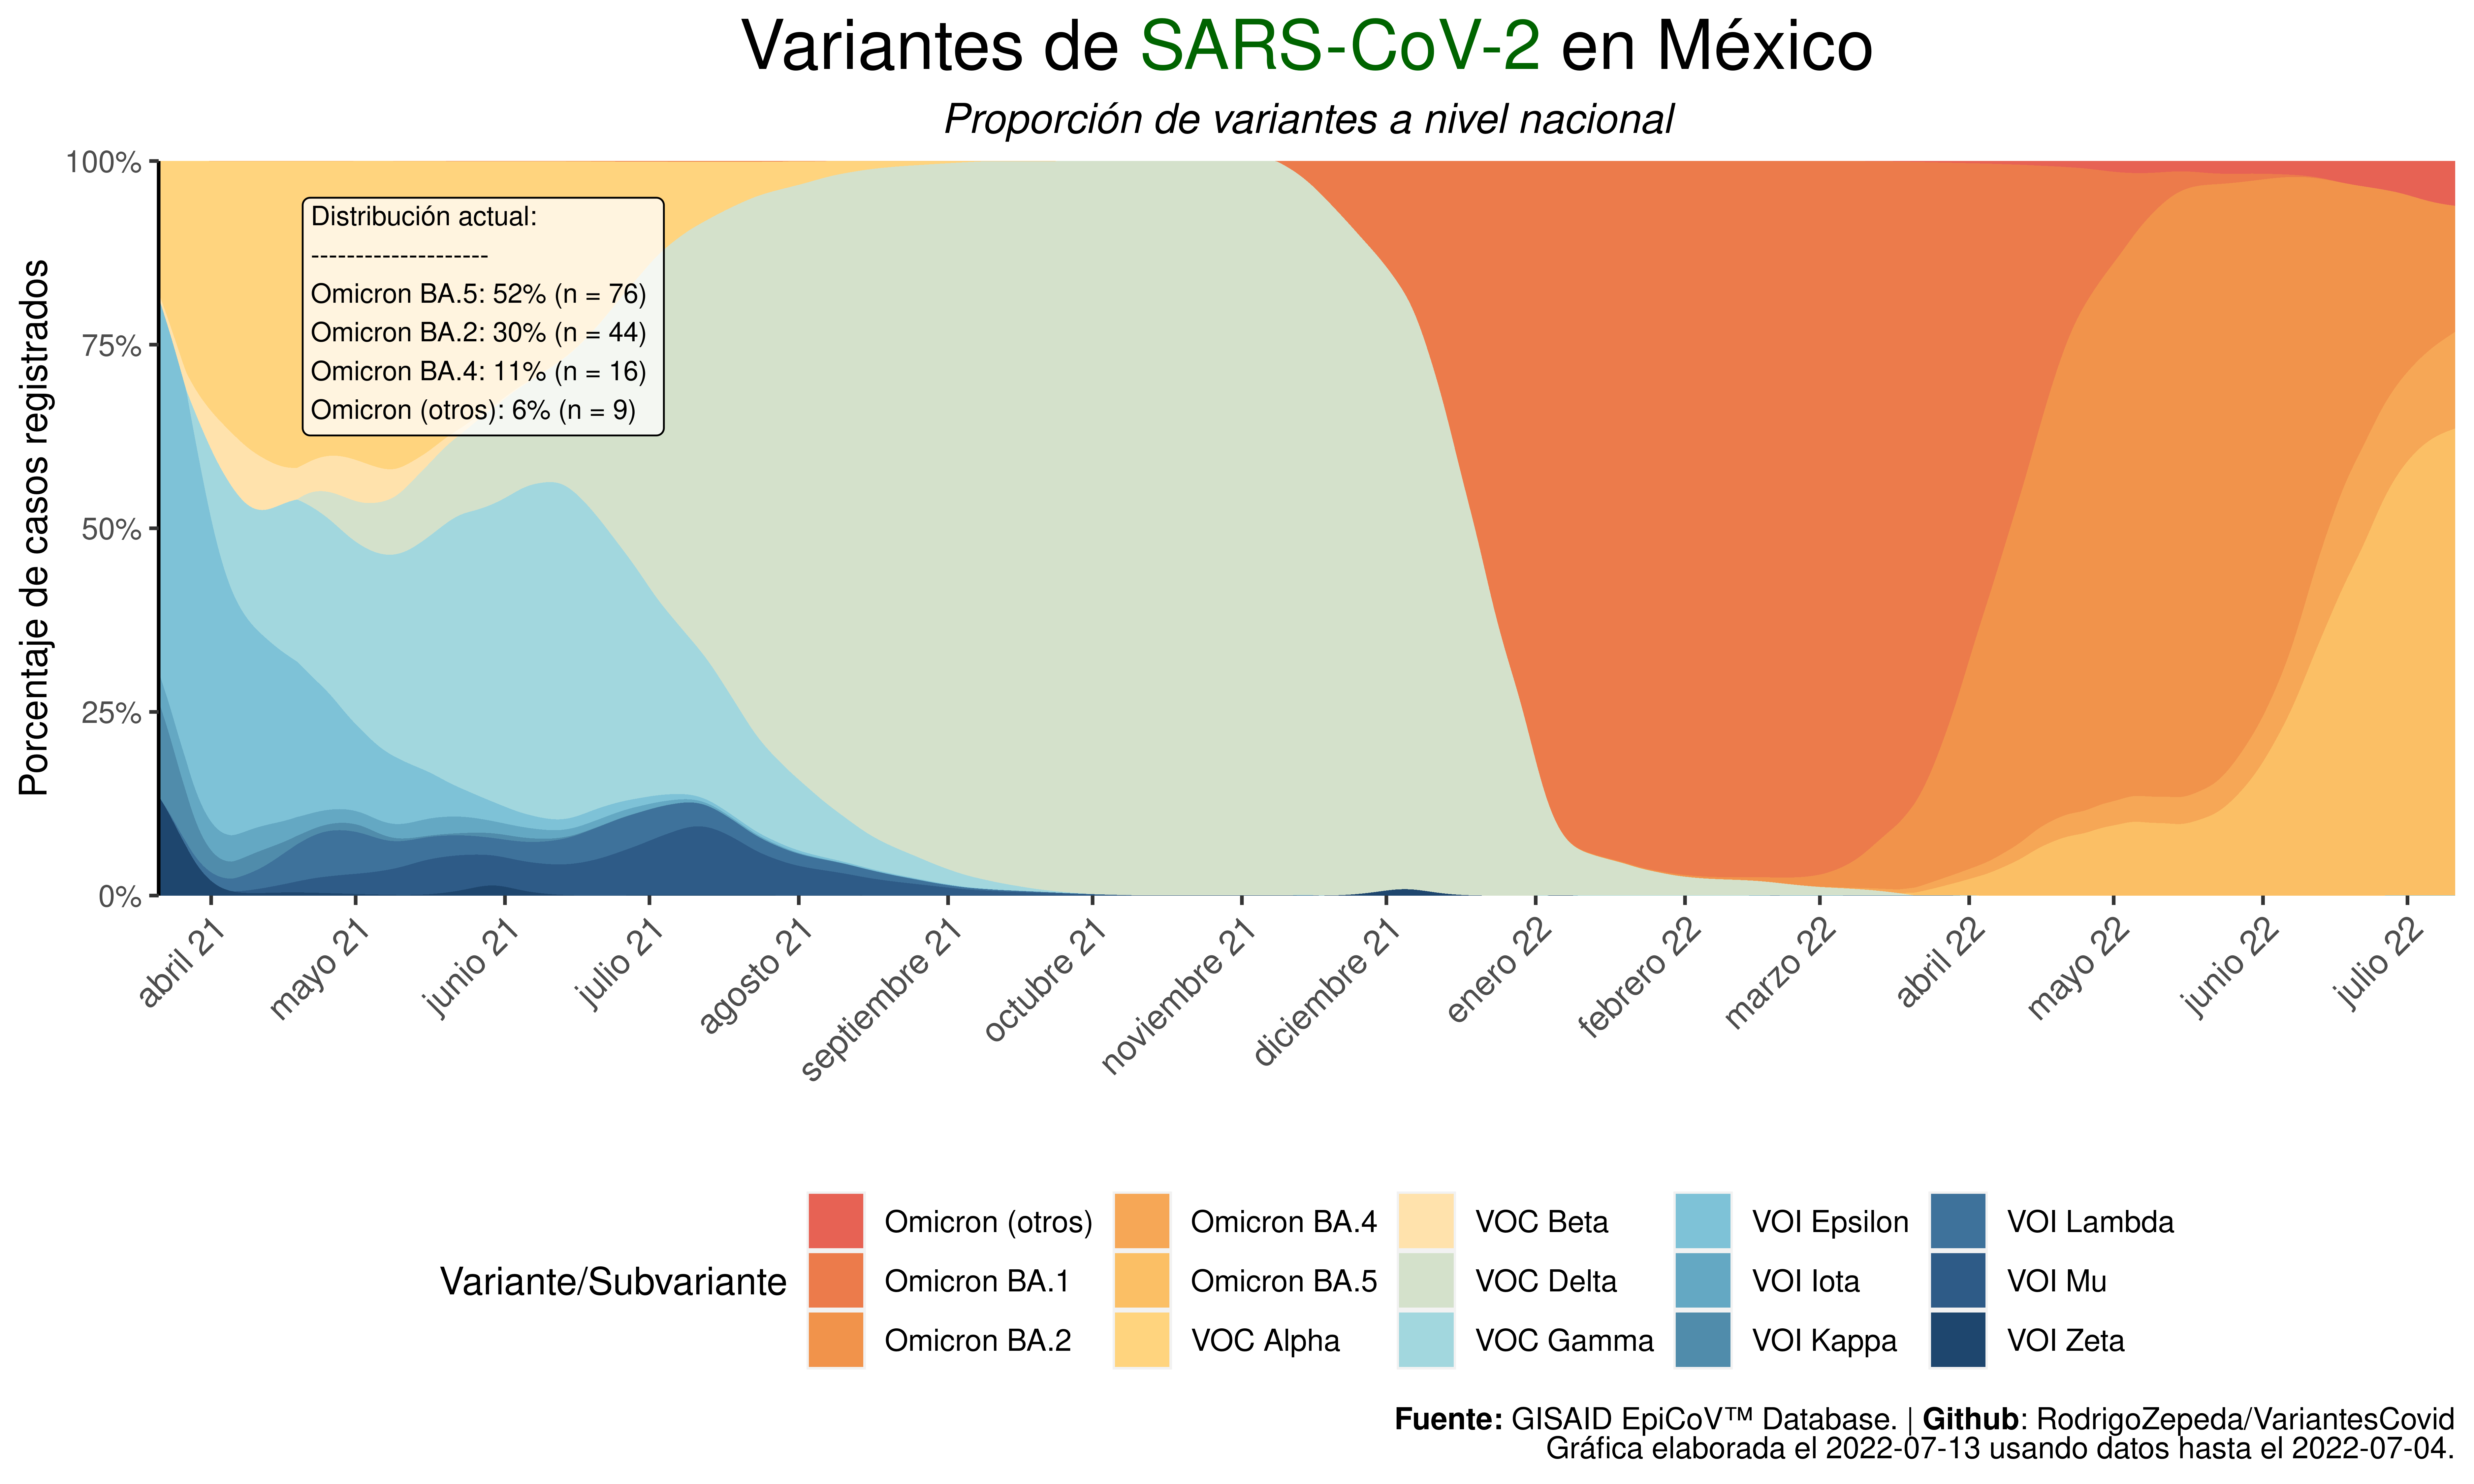 Variantes de SARS-CoV-2 en México
Proporción de variantes a nivel nacional
Porcentaje de casos registrados
100%
75%
50%
25%
0%
Distribución actual:
---------------------
Omicron BA.5: 52% (n = 76)
Omicron BA.2: 30% (n = 44)
Omicron BA.4: 11% (n = 16)
Omicron (otros): 6% (n = 9)
abril 21
mayo 21
junio 21
julio 21
agosto 21
septiembre 21
octubre 21
noviembre 21
diciembre 21
enero 22
febrero 22
marzo 22
abril 22
mayo 22
junio 22
julio 22
Variante/Subvariante
Omicron (otros)
Omicron BA.1
Omicron BA.2
Omicron BA.4
Omicron BA.5
VOC Alpha
VOC Beta
VOC Delta
VOC Gamma
VOI Epsilon
VOI Iota
VOI Kappa
VOI Lambda
VOI Mu
VOI Zeta
Fuente: GISAID EpiCoV™ Database. | Github: RodrigoZepeda/VariantesCovid
Gráfica elaborada el 2022-07-13 usando datos hasta el 2022-07-04.